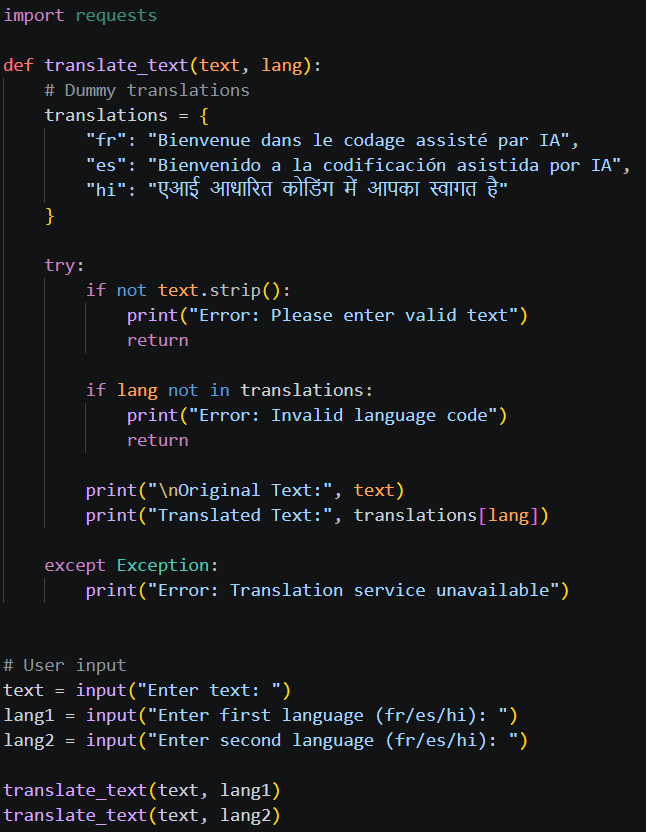 import requests
def translate_text(text, lang):
    # Dummy translations
    translations = {
        "fr": "Bienvenue dans le codage assisté par IA",
        "es": "Bienvenido a la codificación asistida por IA",
        "hi": "एआई आधारित कोडिंग में आपका स्वागत है"
    }
    try:
        if not text.strip():
            print("Error: Please enter valid text")
            return
        if lang not in translations:
            print("Error: Invalid language code")
            return
        print("\nOriginal Text:", text)
        print("Translated Text:", translations[lang])
    except Exception:
        print("Error: Translation service unavailable")
# User input
text = input("Enter text: ")
lang1 = input("Enter first language (fr/es/hi): ")
lang2 = input("Enter second language (fr/es/hi): ")
translate_text(text, lang1)
translate_text(text, lang2)